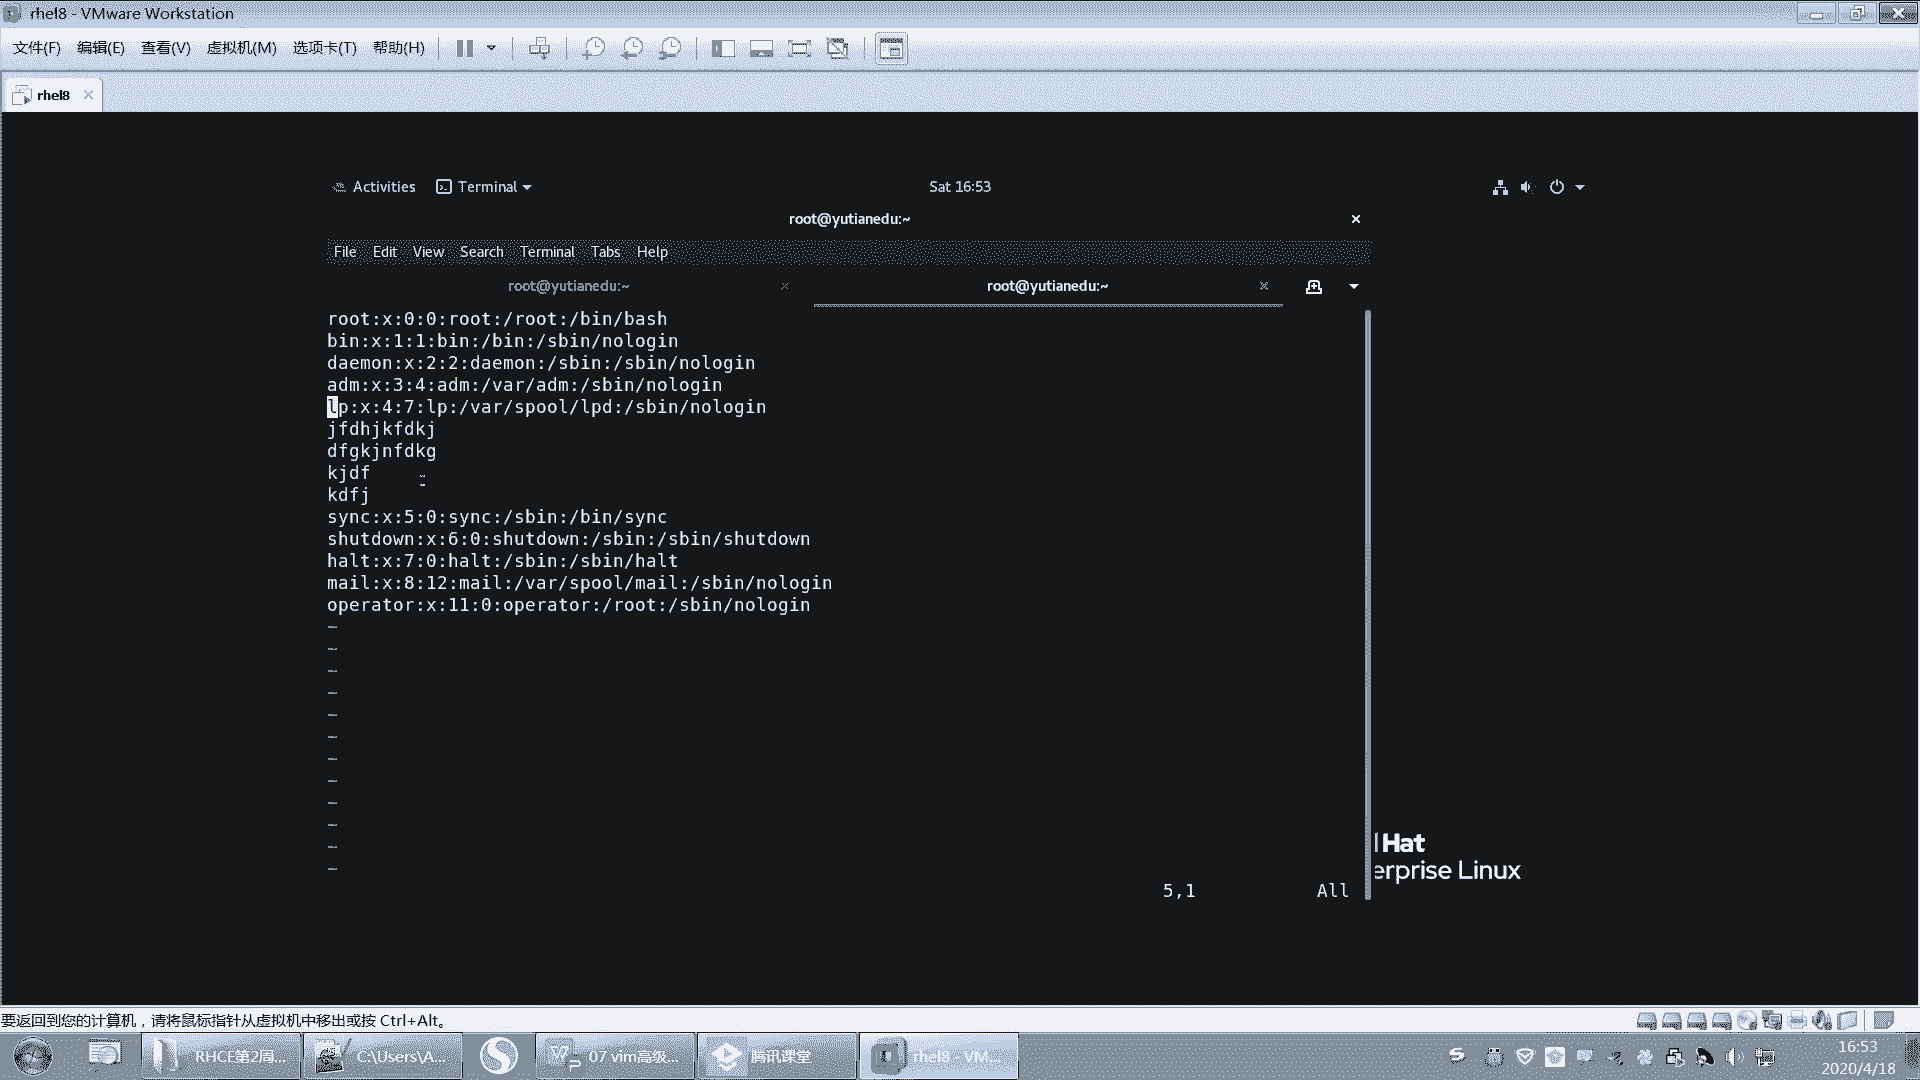 rhel8 - VMware Workstation
文件(F) 编辑(E) 查看(V) 虚拟机(M) 选项卡(T) 帮助(H)
rhel8
Activities Terminal Sat 16:53
root@yutianedu:~
File Edit View Search Terminal Tabs Help
root@yutianedu:~ root@yutianedu:~
root:x:0:0:root:/root:/bin/bash
bin:x:1:1:bin:/bin:/sbin/nologin
daemon:x:2:2:daemon:/sbin:/sbin/nologin
adm:x:3:4:adm:/var/adm:/sbin/nologin
lp:x:4:7:lp:/var/spool/lpd:/sbin/nologin
jfdhjkfdkj
dfgkjnfdkg
kjdf
kdfj
sync:x:5:0:sync:/sbin:/bin/sync
shutdown:x:6:0:shutdown:/sbin:/sbin/shutdown
halt:x:7:0:halt:/sbin:/sbin/halt
mail:x:8:12:mail:/var/spool/mail:/sbin/nologin
operator:x:11:0:operator:/root:/sbin/nologin
~
~
~
~
~
~
~
~
~
~
~
~
Hat
erprise Linux
5,1 All
要返回到您的计算机，请将鼠标指针从虚拟机中移出或按 Ctrl+Alt。
RHCE第2周... C:\Users\A... 07 vim高级... 腾讯课堂 rhel8 - VM... 16:53
2020/4/18